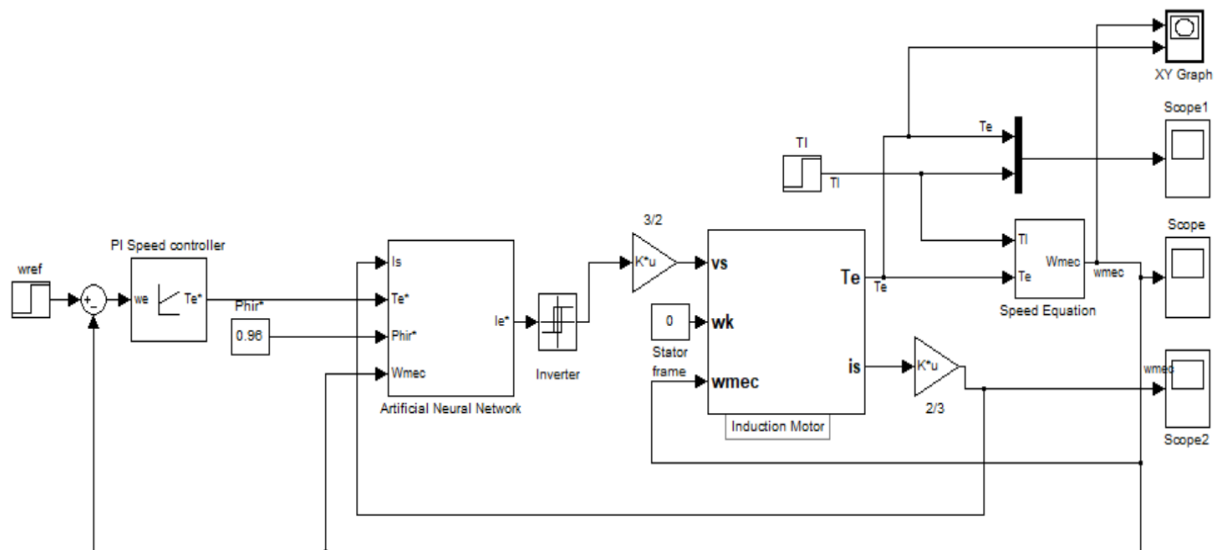 XY Graph
Scope1
Te
Tl
Tl
3/2
Scope
PI Speed controller
wref
Is
K*u
vs
Te
Te
Tl
Te
Wmec
wmec
+
-
we
Te*
Te*
Phir*
0.96
Phir*
Ie*
0
wk
Speed Equation
Stator
frame
Inverter
Wmec
wmec
is
K*u
wmec
Artificial Neural Network
2/3
Induction Motor
Scope2